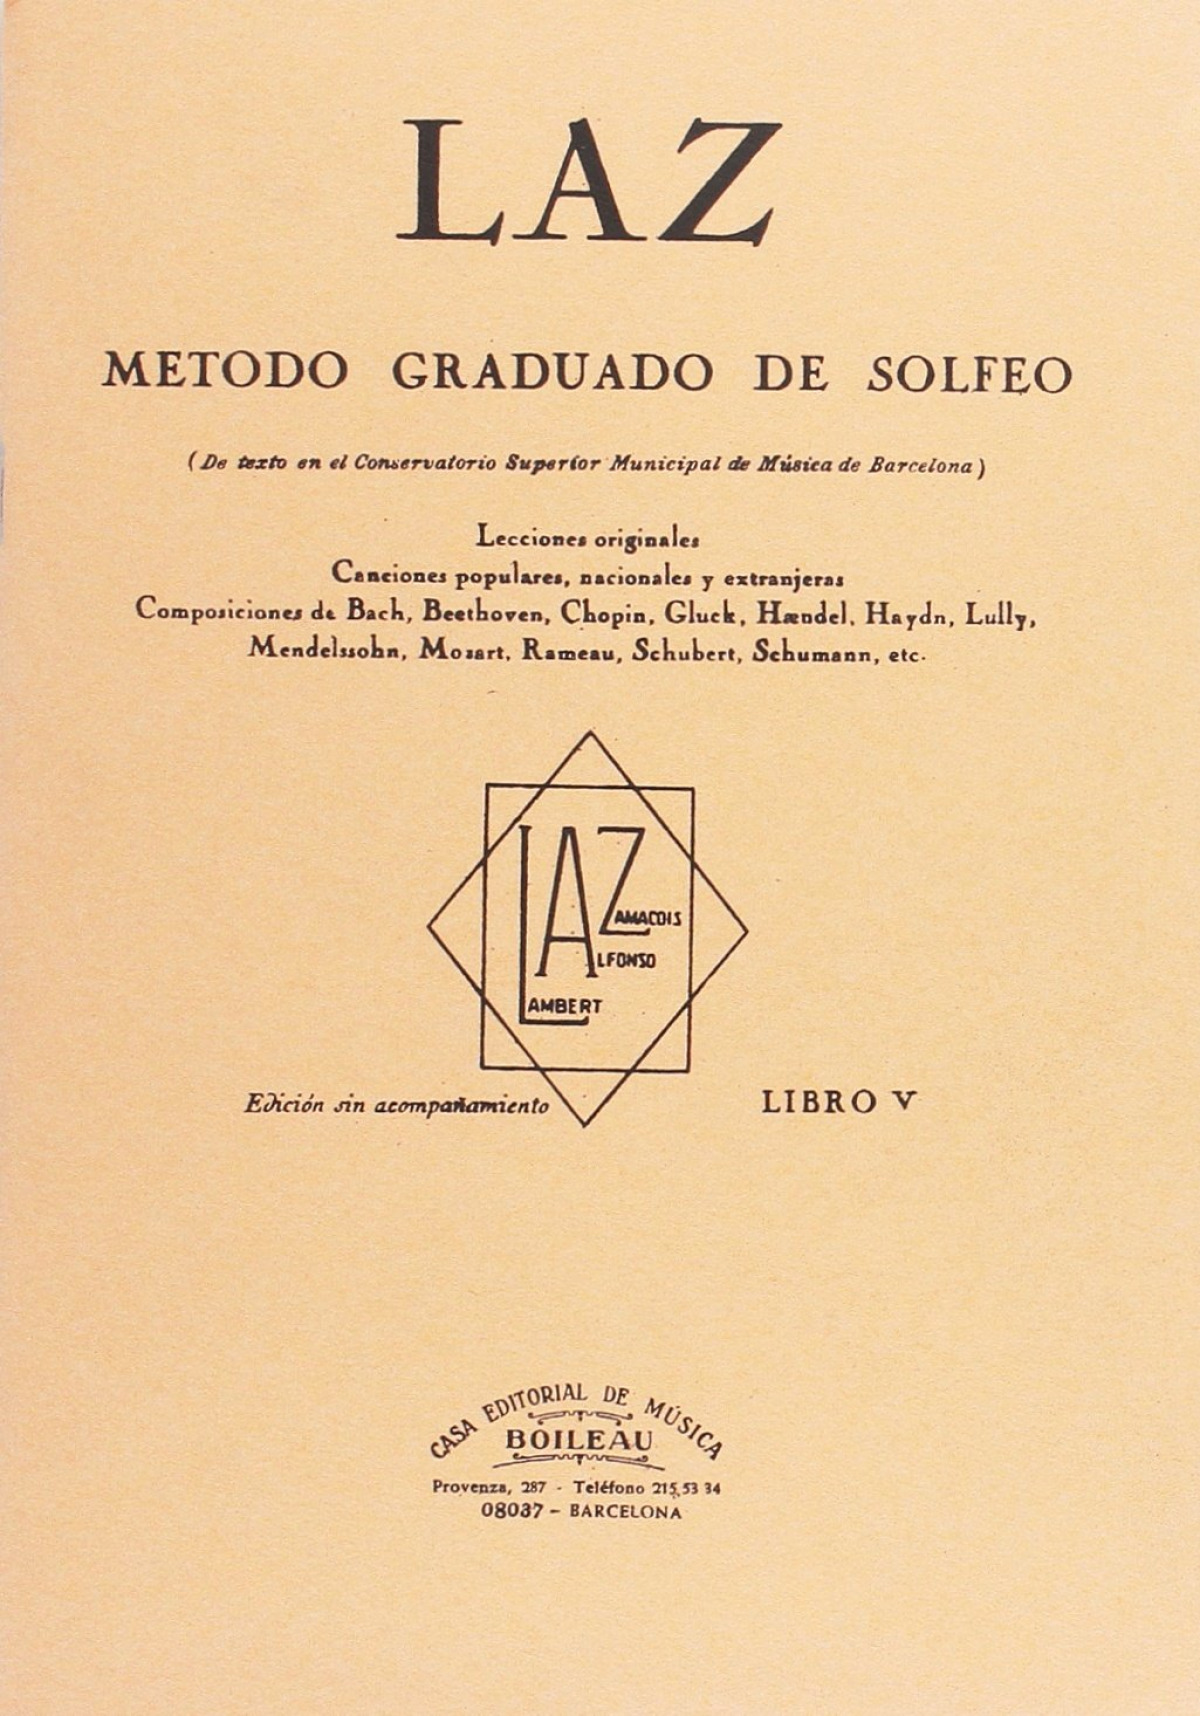 LAZ
METODO GRADUADO DE SOLFEO
(De texto en el Conservatorio Superior Municipal de Música de Barcelona)
Lecciones originales
Canciones populares, nacionales y extranjeras
Composiciones de Bach, Beethoven, Chopin, Gluck, Hændel, Haydn, Lully,
Mendelssohn, Mozart, Rameau, Schubert, Schumann, etc.
LAZ
ZAMACOIS
ALFONSO
LAMBERT
Edición sin acompañamiento
LIBRO V
CASA EDITORIAL DE MÚSICA
BOILEAU
Provenza, 287 - Teléfono 215 53 34
08037 - BARCELONA